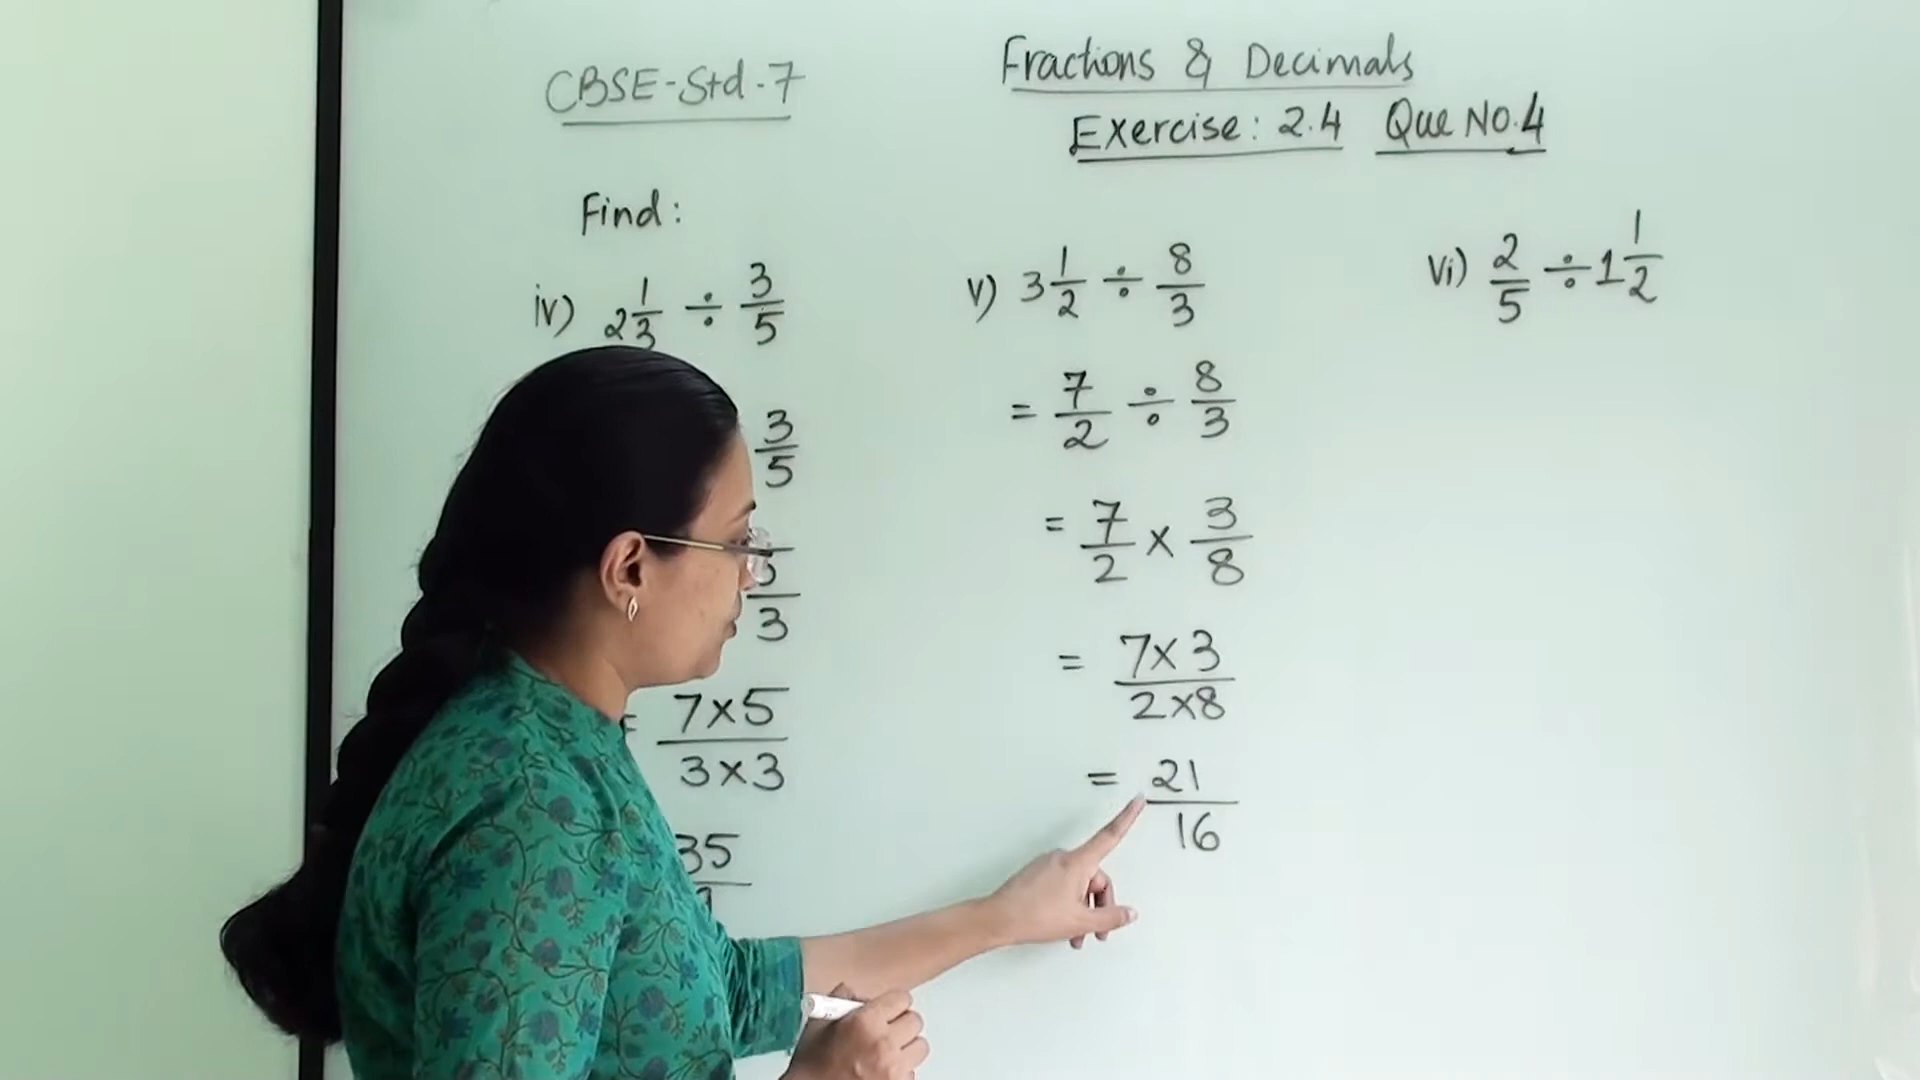 CBSE-Std-7
Fractions & Decimals
Exercise: 2.4 Que NO.4
Find:
iv) 2 1/3 ÷ 3/5
3/5
3
= 7×5/3×3
35
v) 3 1/2 ÷ 8/3
= 7/2 ÷ 8/3
= 7/2 × 3/8
= 7×3/2×8
= 21/16
vi) 2/5 ÷ 1 1/2